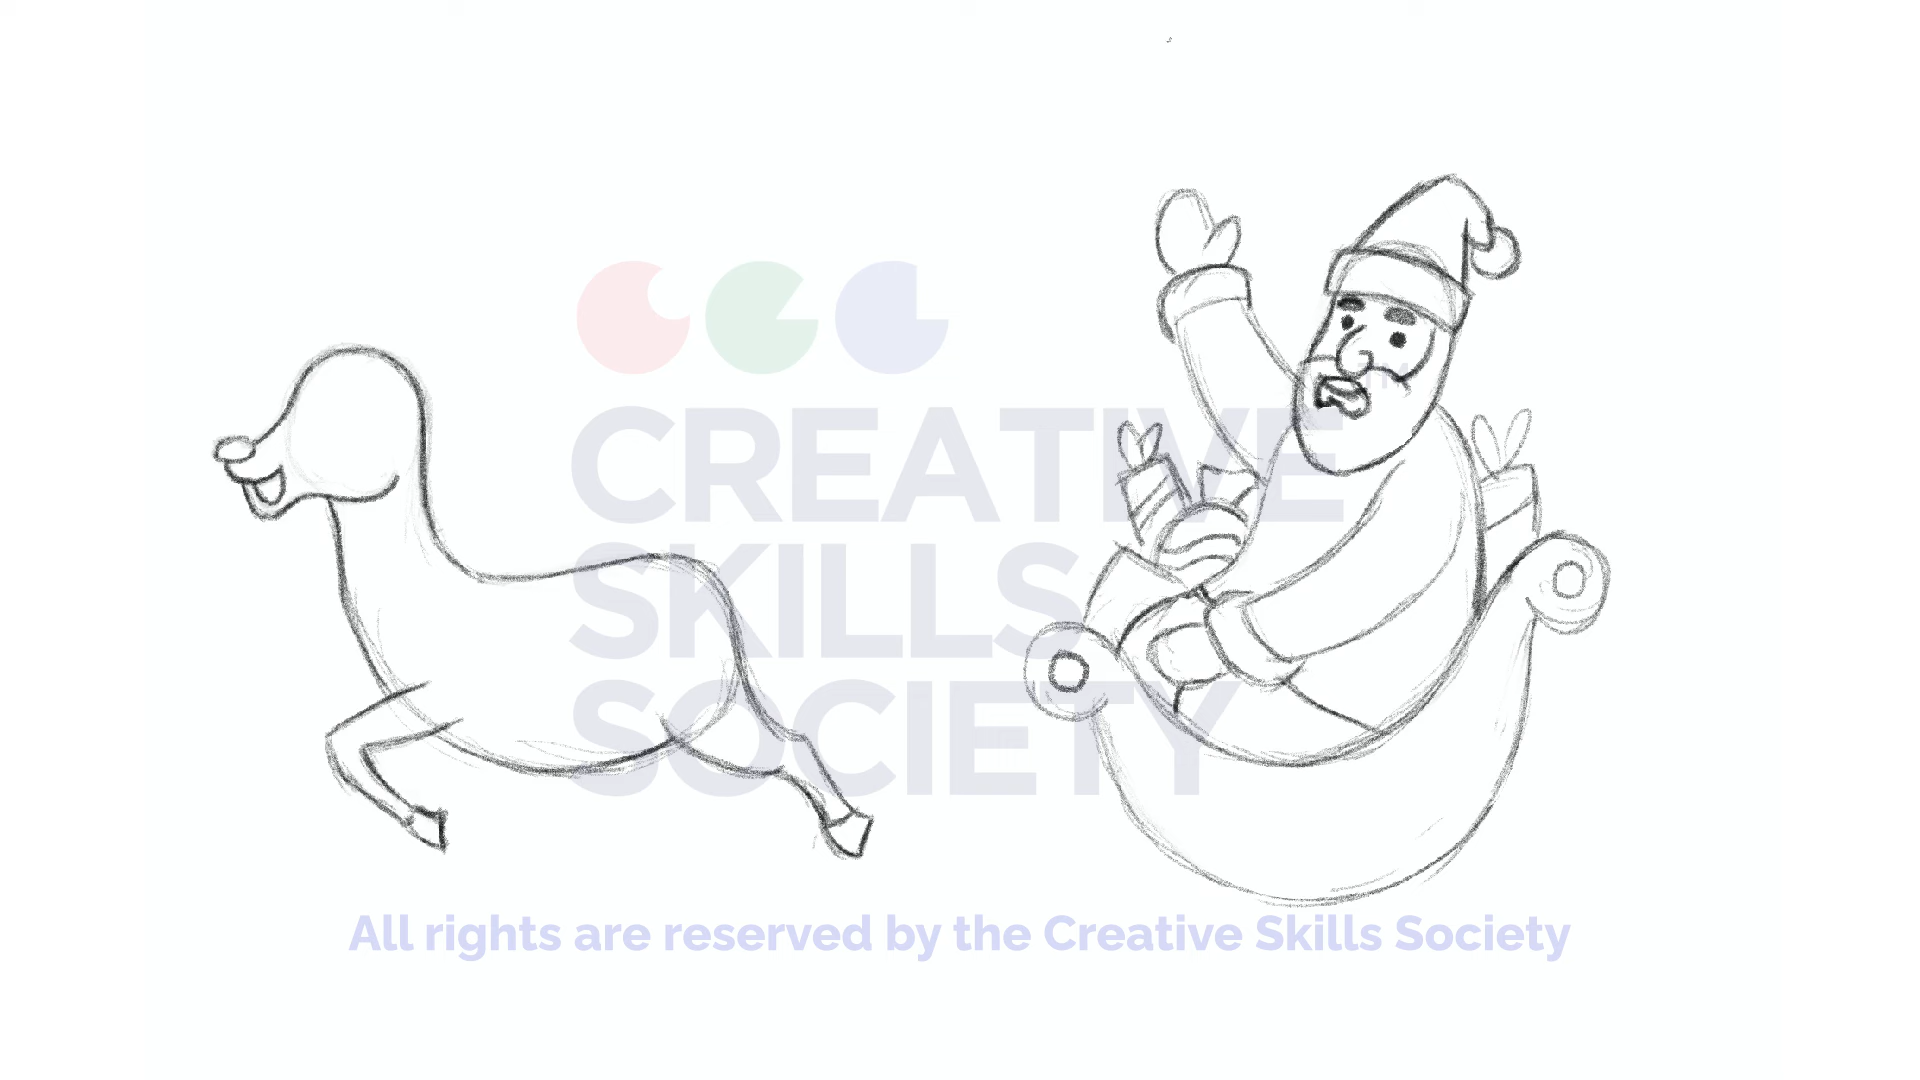 CREATIVE
SKILLS
SOCIETY
All rights are reserved by the Creative Skills Society